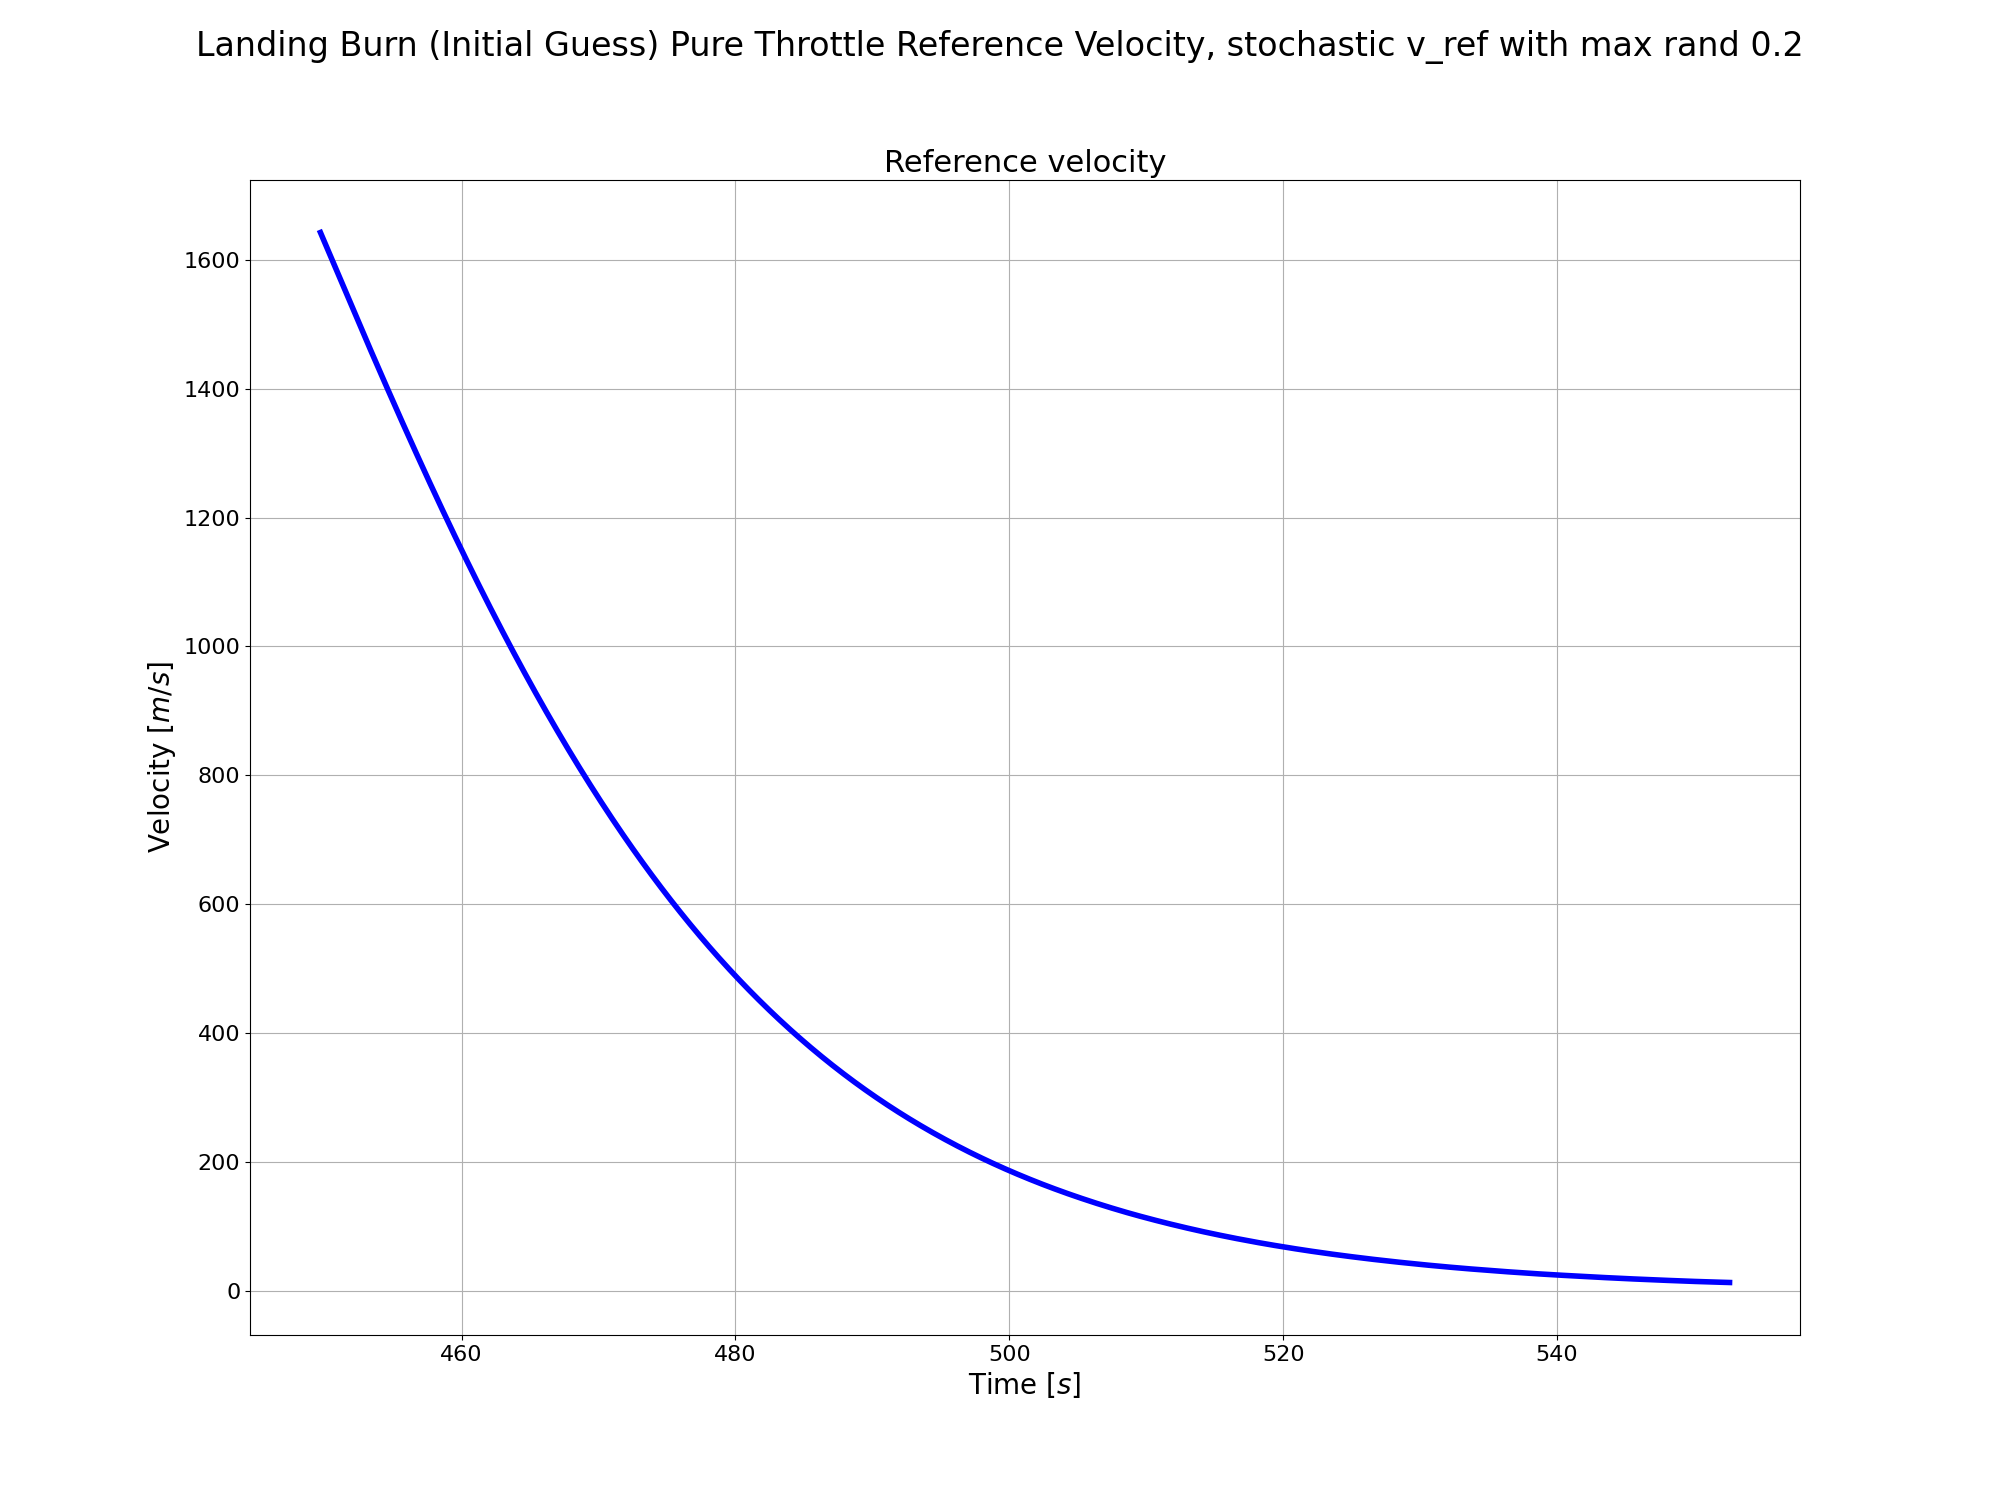 Landing Burn (Initial Guess) Pure Throttle Reference Velocity, stochastic v_ref with max rand 0.2
Reference velocity
1600
1400
1200
1000
800
600
400
200
0
Velocity [m/s]
460 480 500 520 540
Time [s]